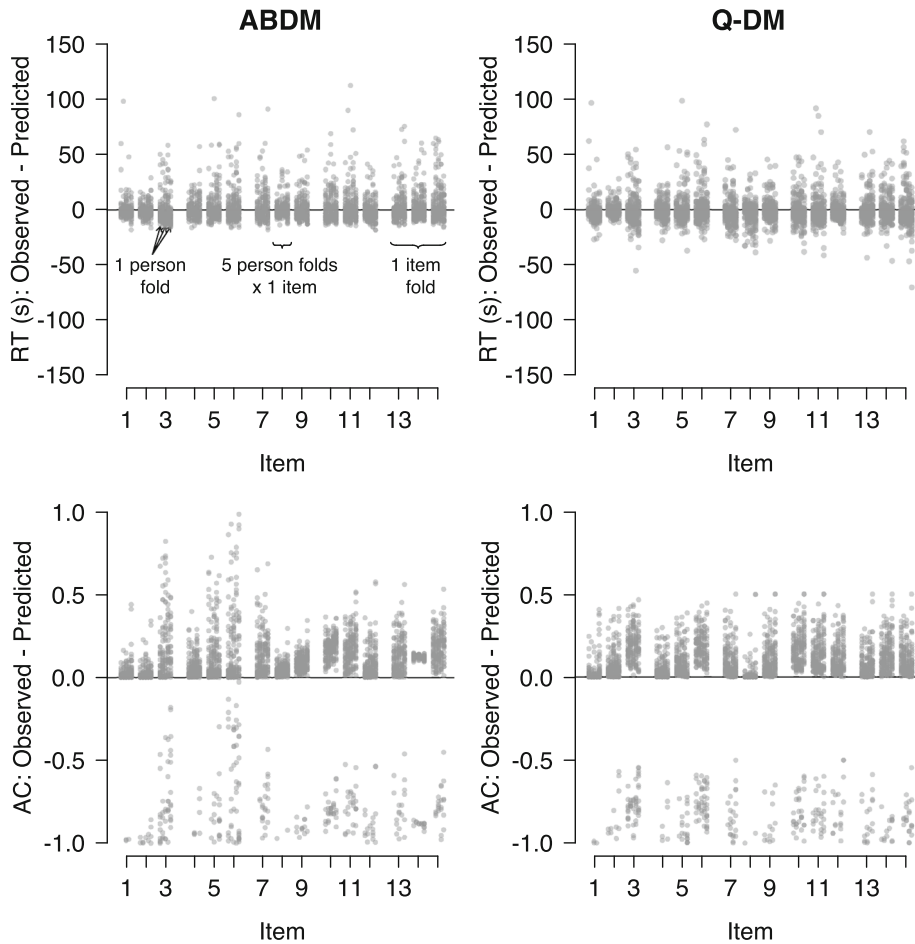 ABDM
Q-DM
RT (s): Observed - Predicted
150
100
50
0
-50
-100
-150
1 person
fold
5 person folds
x 1 item
1 item
fold
1 3 5 7 9 11 13
Item
RT (s): Observed - Predicted
150
100
50
0
-50
-100
-150
1 3 5 7 9 11 13
Item
AC: Observed - Predicted
1.0
0.5
0.0
-0.5
-1.0
1 3 5 7 9 11 13
Item
AC: Observed - Predicted
1.0
0.5
0.0
-0.5
-1.0
1 3 5 7 9 11 13
Item